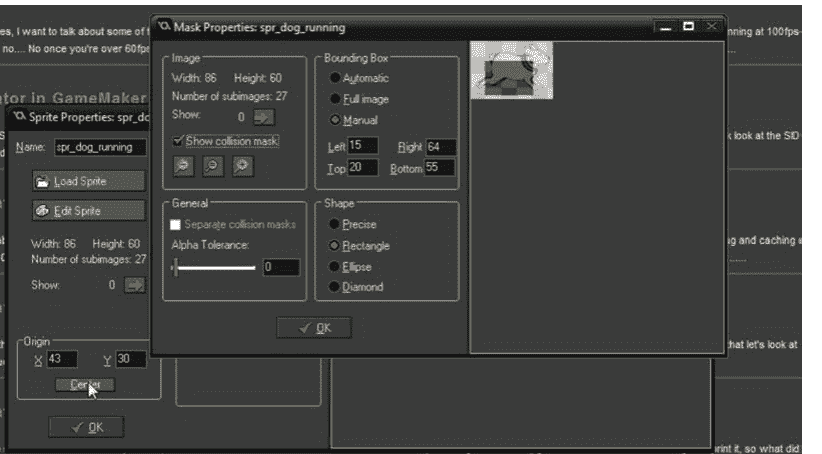 es, I want to talk about some of t
no.... No once you're over 60fps
nning at 100fps-
ator in GameMaker
k look at the SID
ng and caching e
that let's look at
print it, so what did
Mask Properties: spr_dog_running
Image
Width: 86 Height: 60
Number of subimages: 27
Show: 0
Show collision mask
General
Separate collision masks
Alpha Tolerance:
0
Bounding Box
Automatic
Full image
Manual
Left 15 Right 64
Top 20 Bottom 55
Shape
Precise
Rectangle
Ellipse
Diamond
OK
Sprite Properties: spr_do
Name: spr_dog_running
Load Sprite
Edit Sprite
Width: 86 Height: 60
Number of subimages: 27
Show: 0
Origin
X 43 Y 30
Center
OK